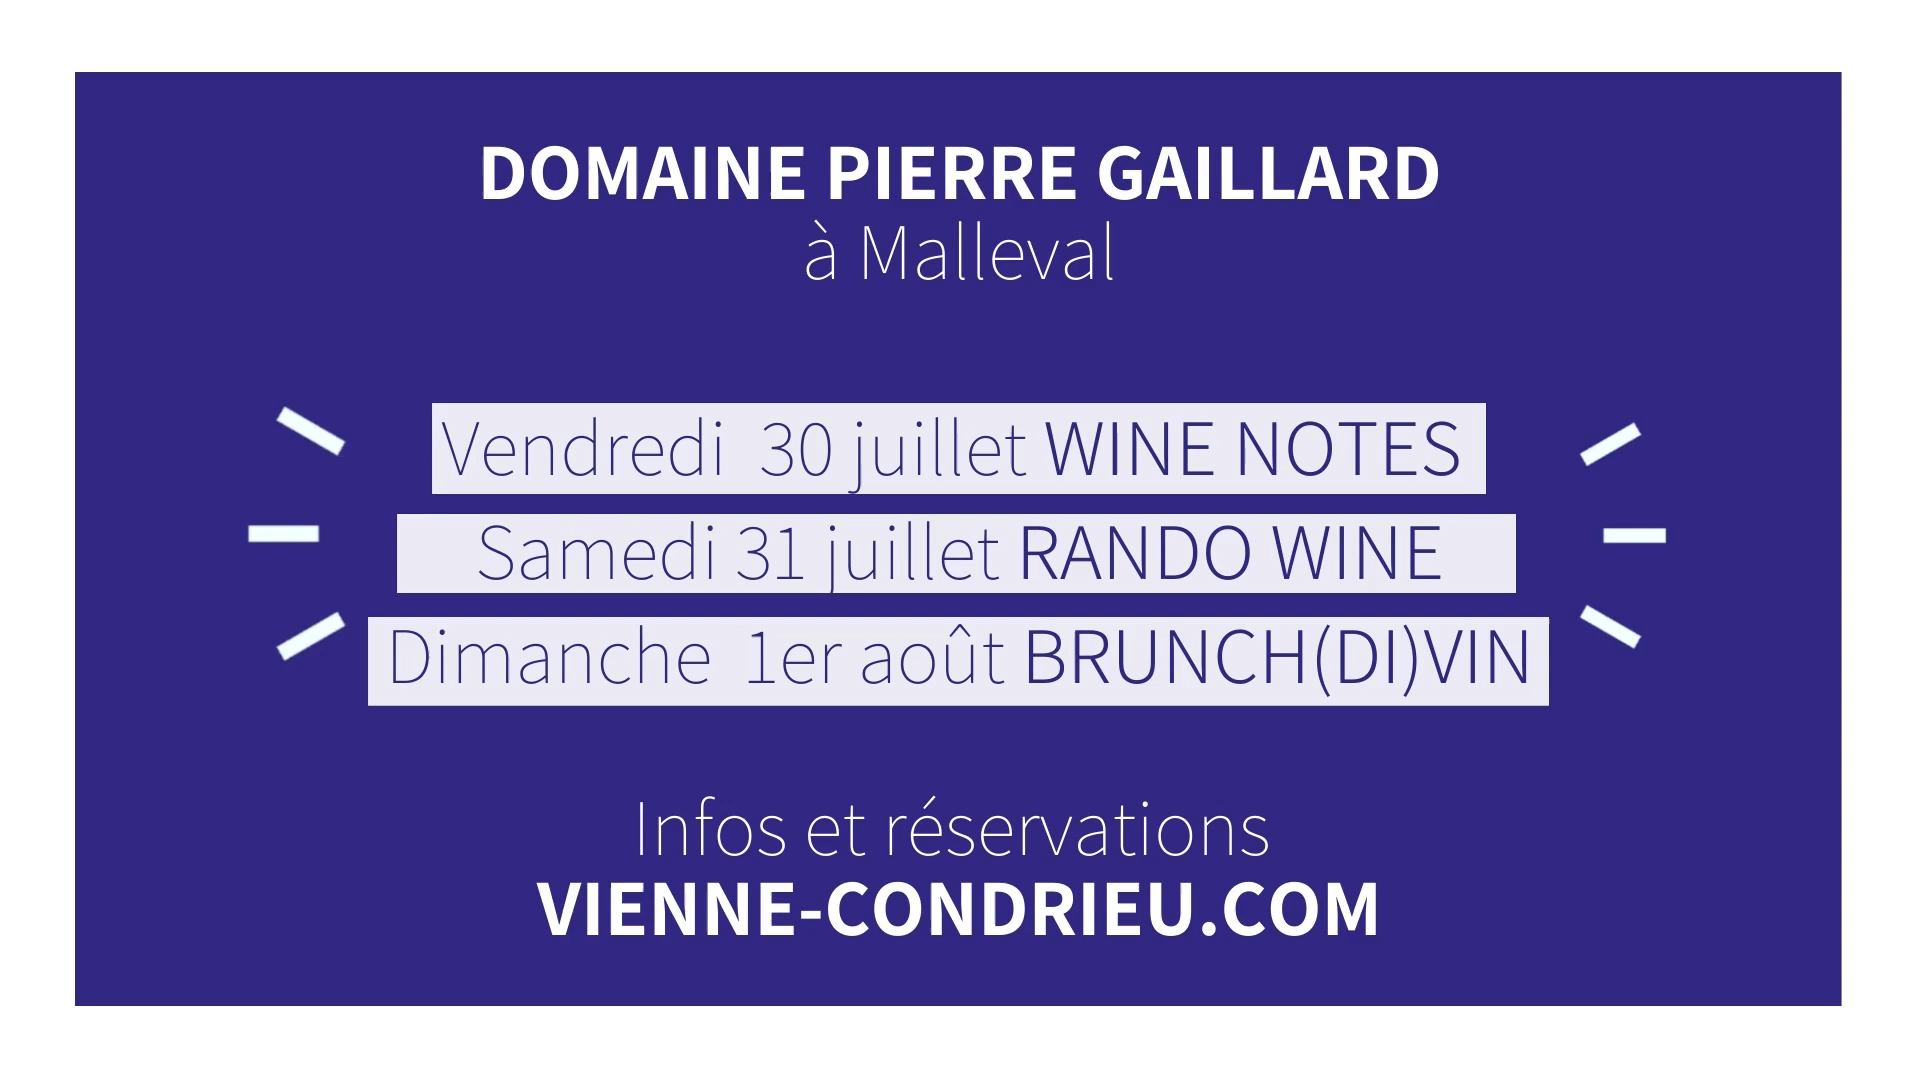 DOMAINE PIERRE GAILLARD
à Malleval
Vendredi 30 juillet WINE NOTES
Samedi 31 juillet RANDO WINE
Dimanche 1er août BRUNCH(DI)VIN
Infos et réservations
VIENNE-CONDRIEU.COM